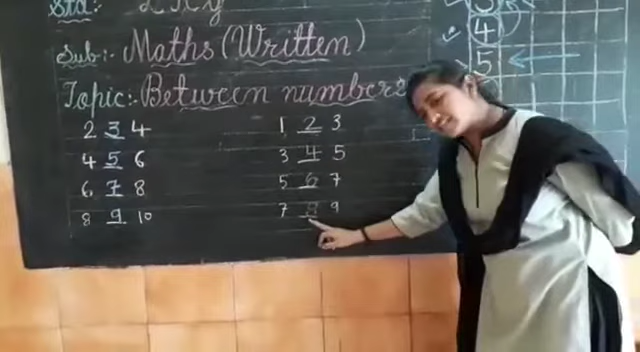 Std:
Sub:- Maths (Written)
Topic:- Between numbers
2 3 4
4 5 6
6 7 8
8 9 10
1 2 3
3 4 5
5 6 7
7 8 9
4
5